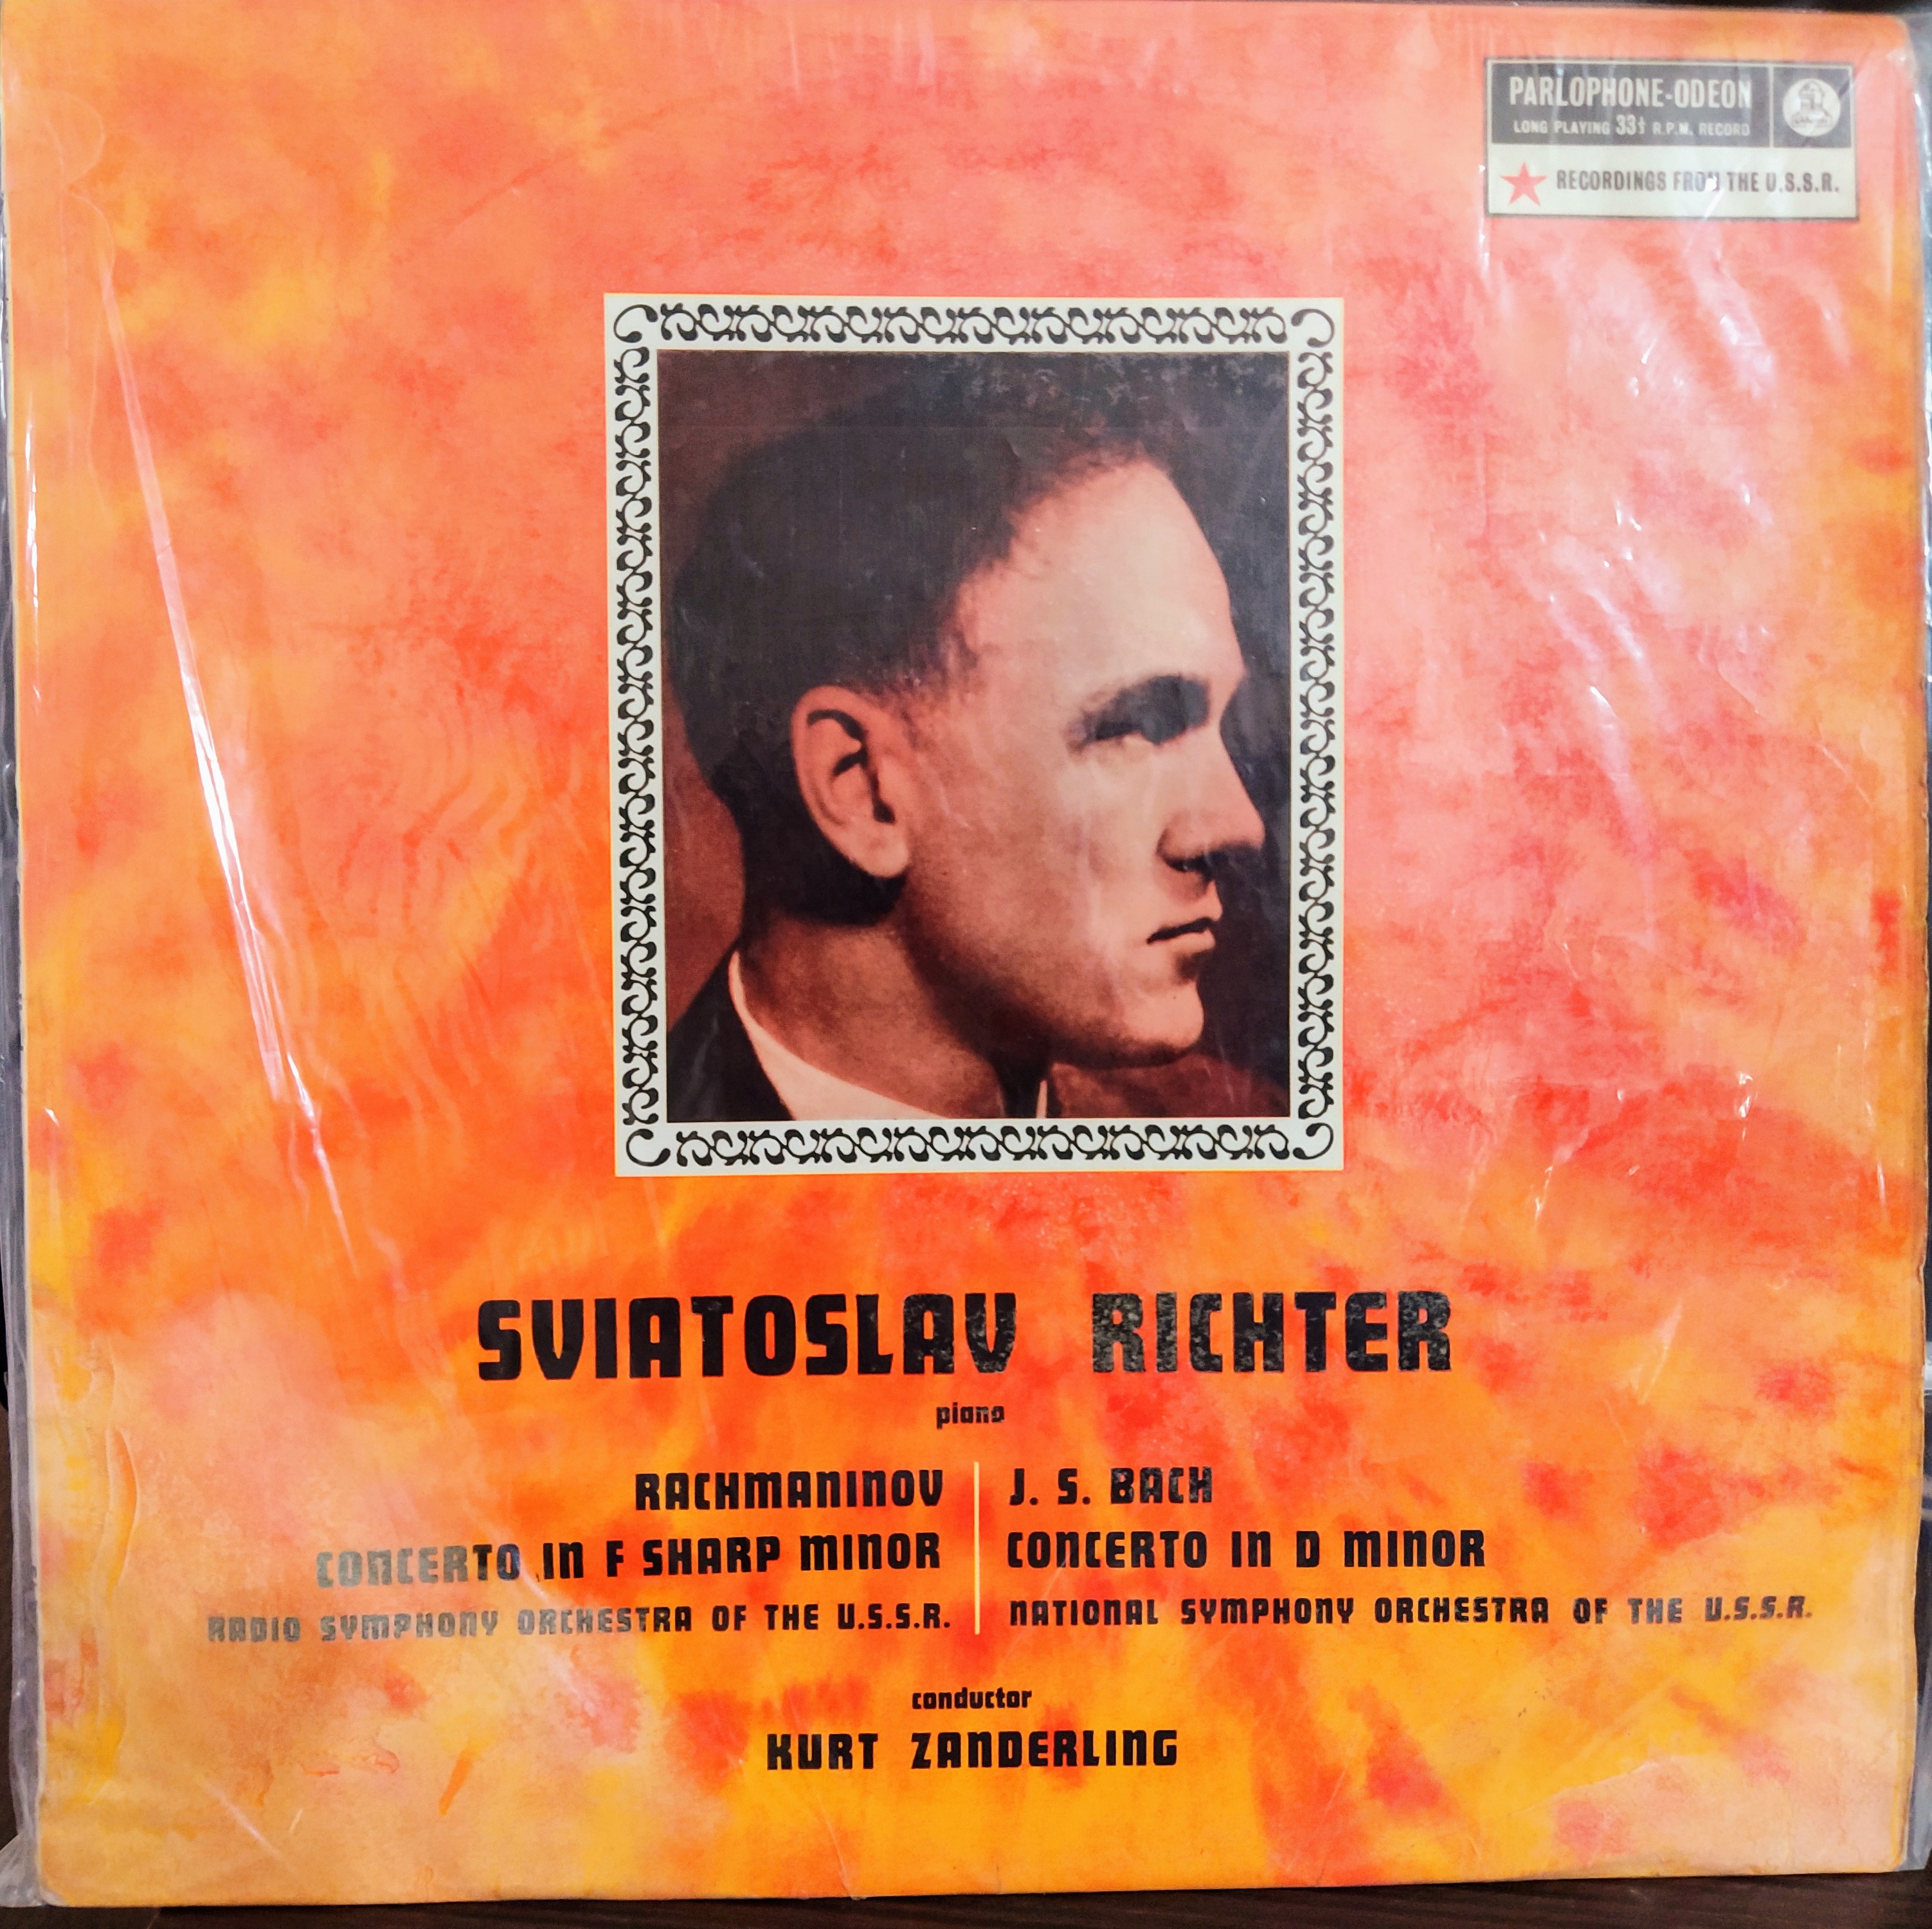 PARLOPHONE-ODEON
LONG PLAYING 33⅓ R.P.M. RECORD
RECORDINGS FROM THE U.S.S.R.
SVIATOSLAV RICHTER
piano
RACHMANINOV
CONCERTO IN F SHARP MINOR
RADIO SYMPHONY ORCHESTRA OF THE U.S.S.R.
J. S. BACH
CONCERTO IN D MINOR
NATIONAL SYMPHONY ORCHESTRA OF THE U.S.S.R.
conductor
KURT ZANDERLING